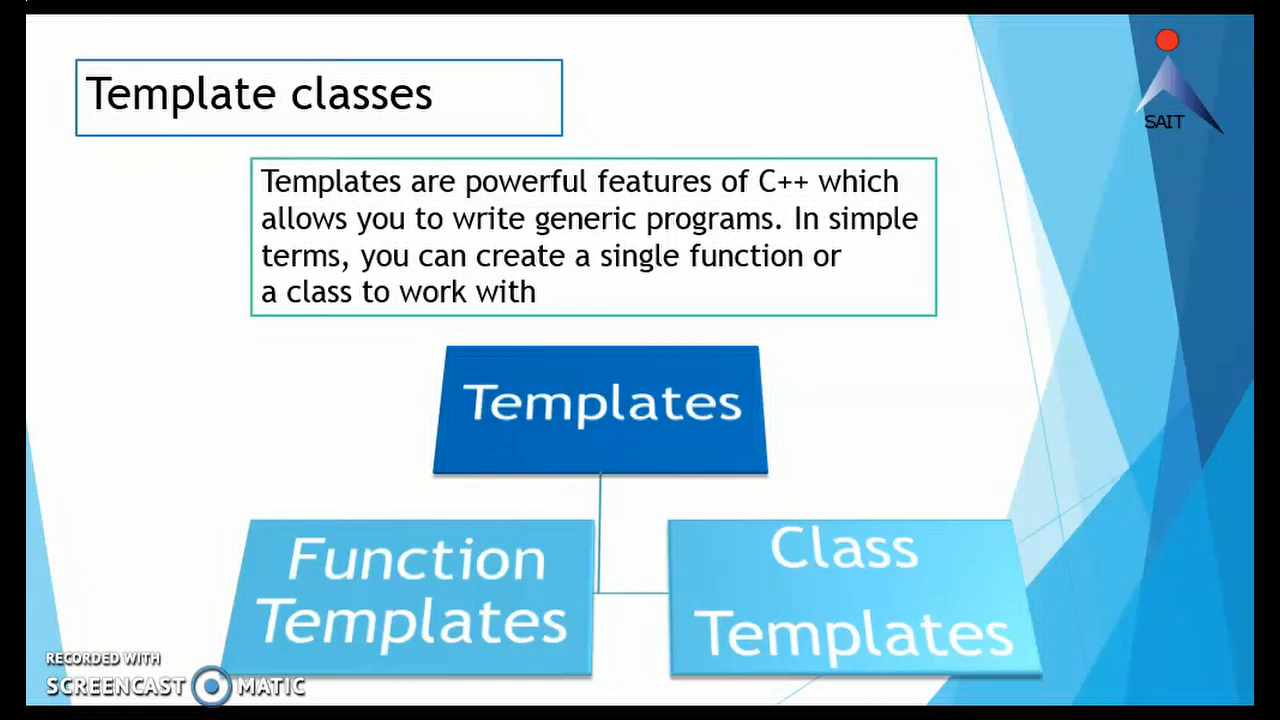 Template classes
SAIT
Templates are powerful features of C++ which
allows you to write generic programs. In simple
terms, you can create a single function or
a class to work with
Templates
Function
Templates
Class
Templates
RECORDED WITH
SCREENCAST MATIC